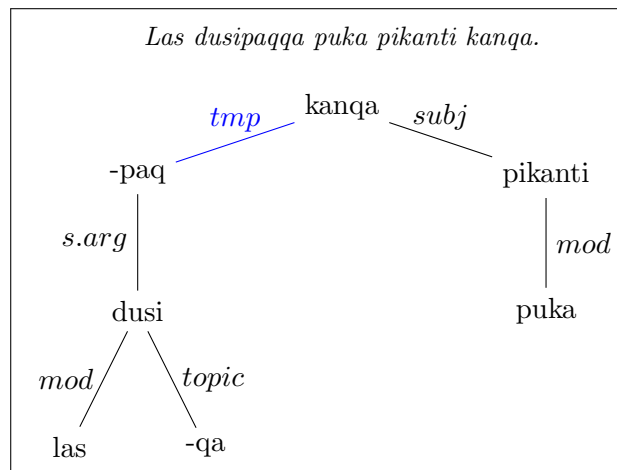 Las dusipaqqa puka pikanti kanqa.
kanqa
tmp subj
-paq pikanti
s.arg mod
dusi puka
mod topic
las -qa